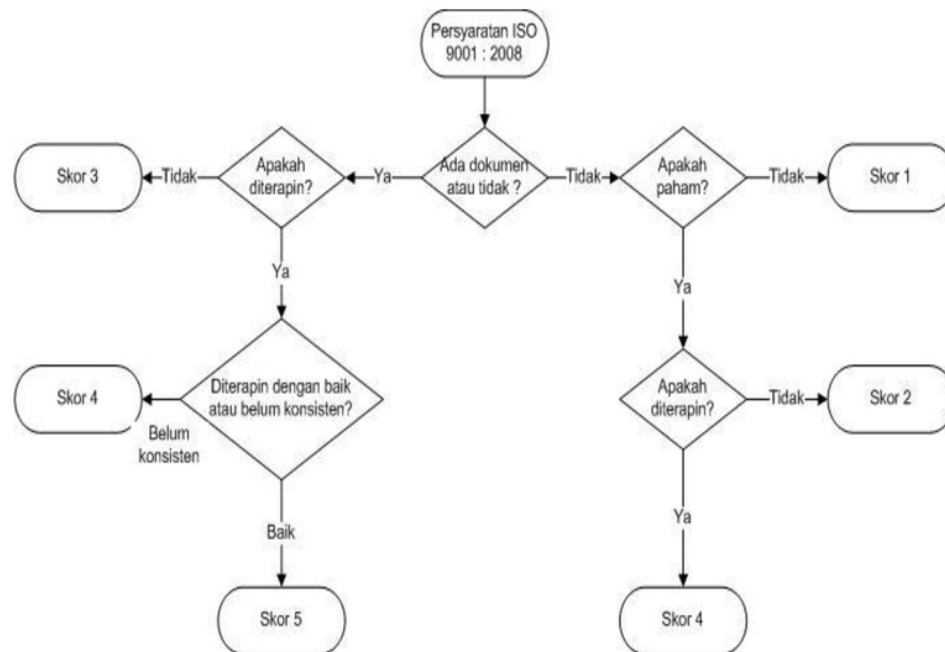 Persyaratan ISO
9001 : 2008
Skor 3
Tidak
Apakah
diterapin?
Ya
Ada dokumen
atau tidak ?
Tidak
Apakah
paham?
Tidak
Skor 1
Ya
Ya
Skor 4
Belum
konsisten
Diterapin dengan baik
atau belum konsisten?
Apakah
diterapin?
Tidak
Skor 2
Baik
Ya
Skor 5
Skor 4